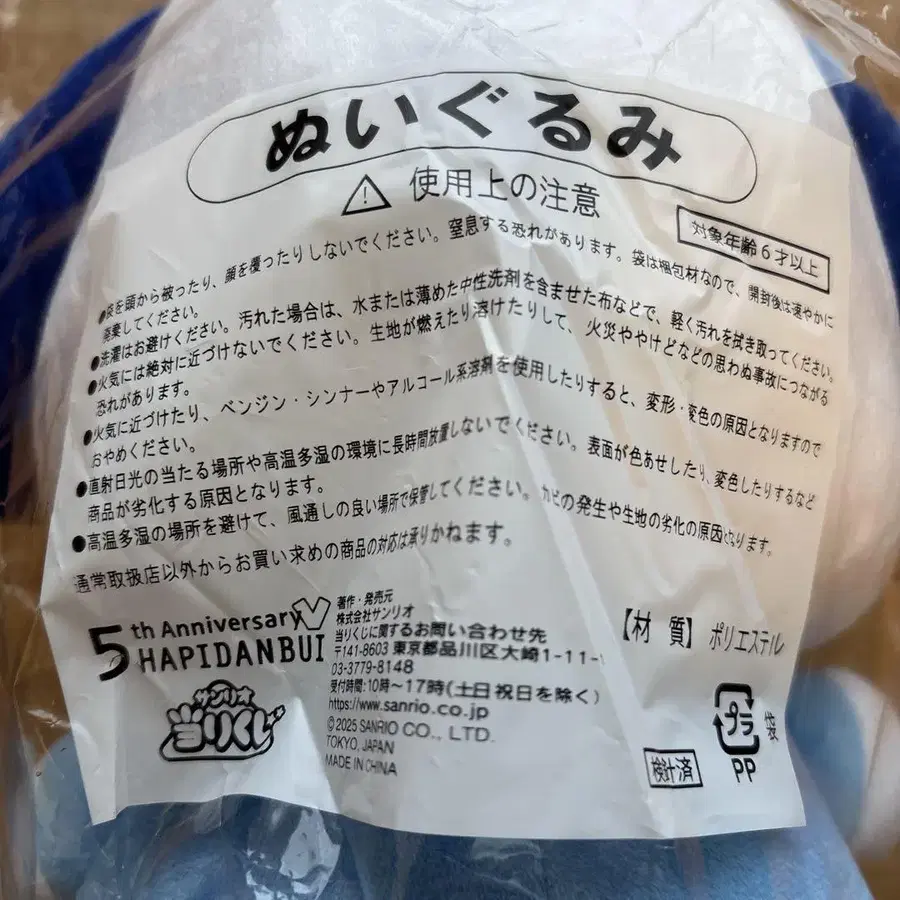 ぬいぐるみ
⚠ 使用上の注意
対象年齢6才以上
●袋を頭から被ったり、顔を覆ったりしないでください。窒息する恐れがあります。袋は梱包材なので、開封後は速やかに
廃棄してください。
●洗濯はお避けください。汚れた場合は、水または薄めた中性洗剤を含ませた布などで、軽く汚れを拭き取ってください。
●火気には絶対に近づけないでください。生地が燃えたり溶けたりして、火災ややけどなどの思わぬ事故につながる
恐れがあります。
●火気に近づけたり、ベンジン・シンナーやアルコール系溶剤を使用したりすると、変形・変色の原因となりますので
おやめください。
●直射日光の当たる場所や高温多湿の環境に長時間放置しないでください。表面が色あせしたり、変色したりするなど
商品が劣化する原因となります。
●高温多湿の場所を避けて、風通しの良い場所で保管してください。カビの発生や生地の劣化の原因となります。
通常取扱店以外からお買い求めの商品の対応は承りかねます。
5th Anniversary
HAPIDANBUI
サンリオ
当りくじ
著作・発売元
株式会社サンリオ
当りくじに関するお問い合わせ先
〒141-8603 東京都品川区大崎1-11-
03-3779-8148
受付時間:10時~17時(土日祝日を除く)
https://www.sanrio.co.jp
©2025 SANRIO CO., LTD.
TOKYO, JAPAN
MADE IN CHINA
【材 質】 ポリエステル
プラ
袋
PP
検針済